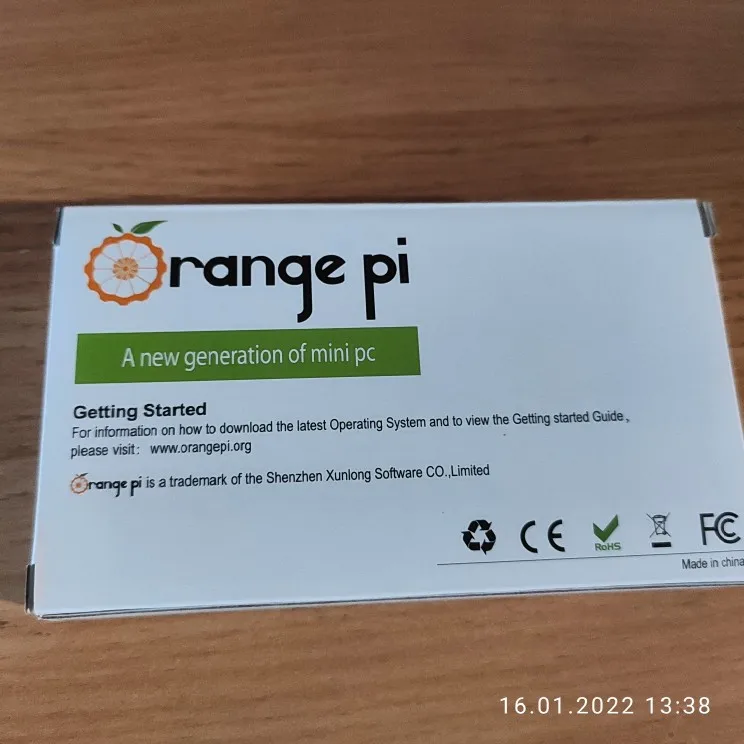 Orange pi
A new generation of mini pc
Getting Started
For information on how to download the latest Operating System and to view the Getting started Guide,
please visit: www.orangepi.org
Orange pi is a trademark of the Shenzhen Xunlong Software CO.,Limited
CE RoHS FC
Made in china
16.01.2022 13:38